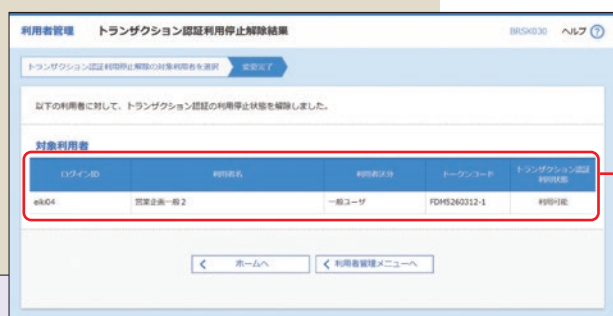 利用者管理 トランザクション認証利用停止解除結果 BRSK030 ヘルプ ?
トランザクション認証利用停止解除の対象利用者を選択 変更完了
以下の利用者に対して、トランザクション認証の利用停止状態を解除しました。
対象利用者
ログインID 利用者名 利用者区分 トークンコード トランザクション認証
利用状態
eiki04 営業企画一般2 一般ユーザ FDMS260312-1 利用可能
ホームへ 利用者管理メニューへ